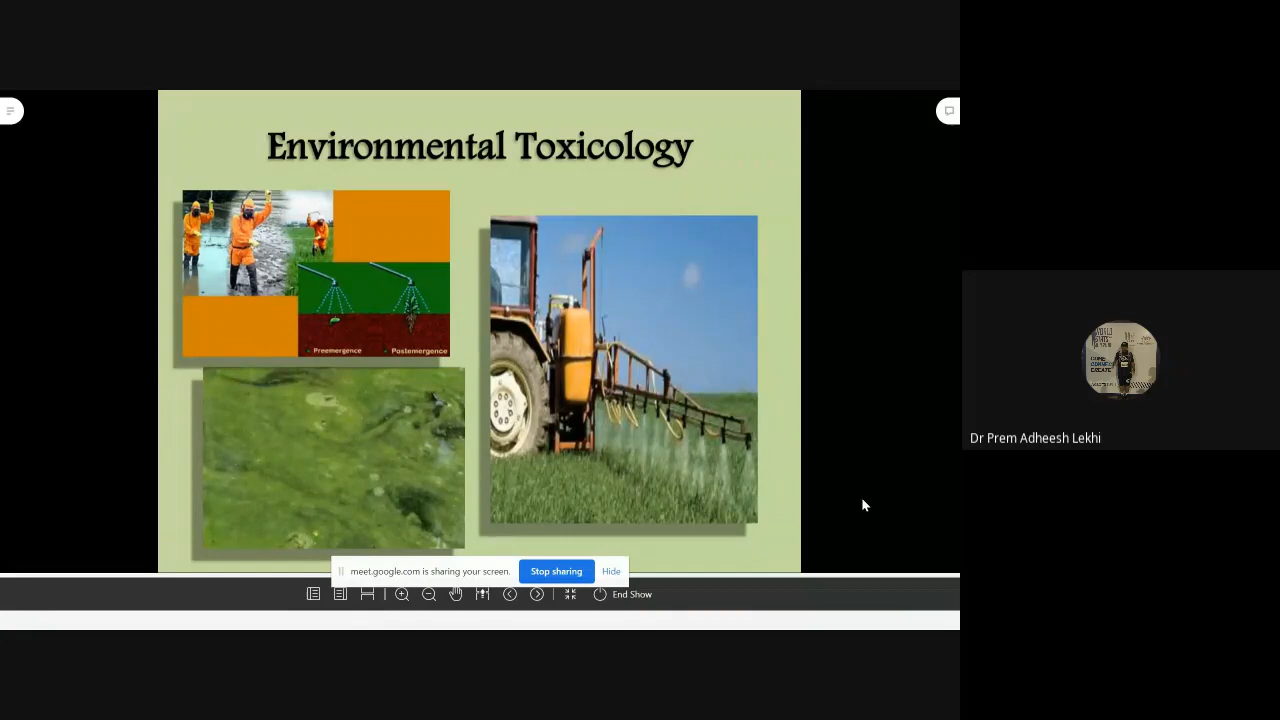 Environmental Toxicology
Preemergence
Postemergence
meet.google.com is sharing your screen.
Stop sharing
Hide
End Show
Dr Prem Adheesh Lekhi